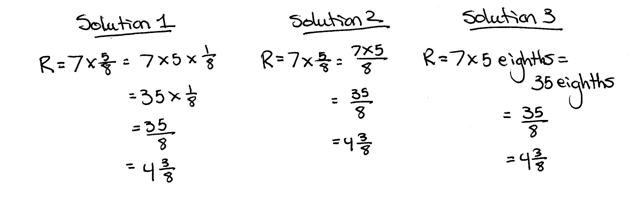 Solution 1
R = 7 × 5/8 = 7 × 5 × 1/8
= 35 × 1/8
= 35/8
= 4 3/8
Solution 2
R = 7 × 5/8 = 7×5/8
= 35/8
= 4 3/8
Solution 3
R = 7 × 5 eighths =
35 eighths
= 35/8
= 4 3/8